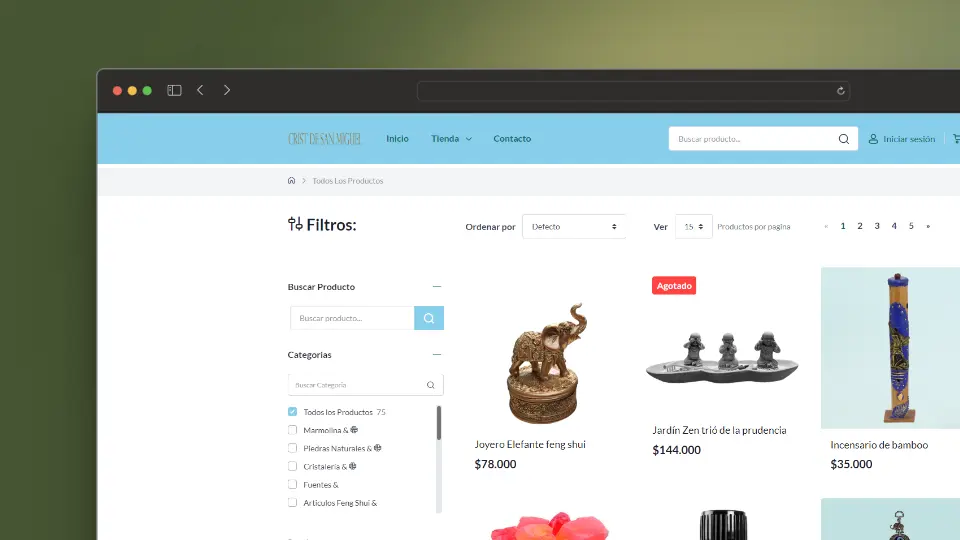 CRIST DE SAN MIGUEL
Inicio
Tienda
Contacto
Buscar producto...
Iniciar sesión
Todos Los Productos
Filtros:
Ordenar por
Defecto
Ver
15
Productos por pagina
« 1 2 3 4 5 »
Buscar Producto
Buscar producto...
Categorias
Buscar Categoría
Todos los Productos 75
Marmolina &
Piedras Naturales &
Cristalería &
Fuentes &
Artículos Feng Shui &
Agotado
Joyero Elefante feng shui
$78.000
Jardín Zen trió de la prudencia
$144.000
Incensario de bamboo
$35.000